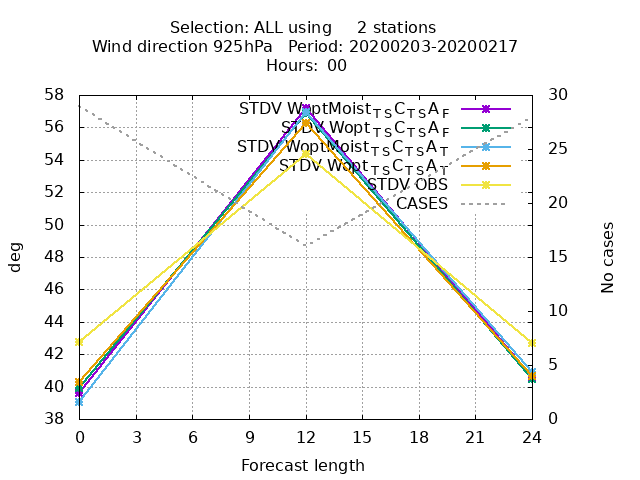 Selection: ALL using 2 stations
Wind direction 925hPa Period: 20200203-20200217
Hours: 00
STDV WoptMoistTSCTSAF
STDV WoptTSCTSAF
STDV WoptMoistTSCTSAT
STDV WoptTSCTSAT
STDV OBS
CASES
58
56
54
52
50
48
46
44
42
40
38
30
25
20
15
10
5
0
deg
No cases
0 3 6 9 12 15 18 21 24
Forecast length